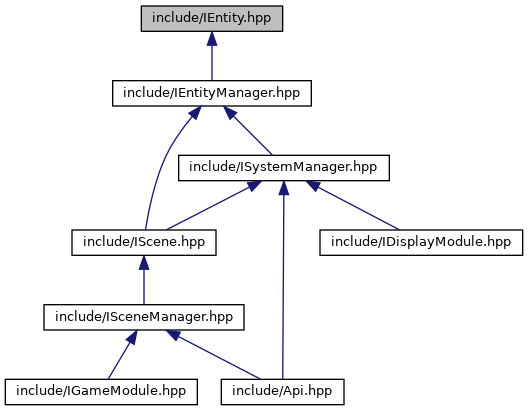 include/IEntity.hpp
include/IEntityManager.hpp
include/ISystemManager.hpp
include/IScene.hpp
include/IDisplayModule.hpp
include/ISceneManager.hpp
include/IGameModule.hpp
include/Api.hpp